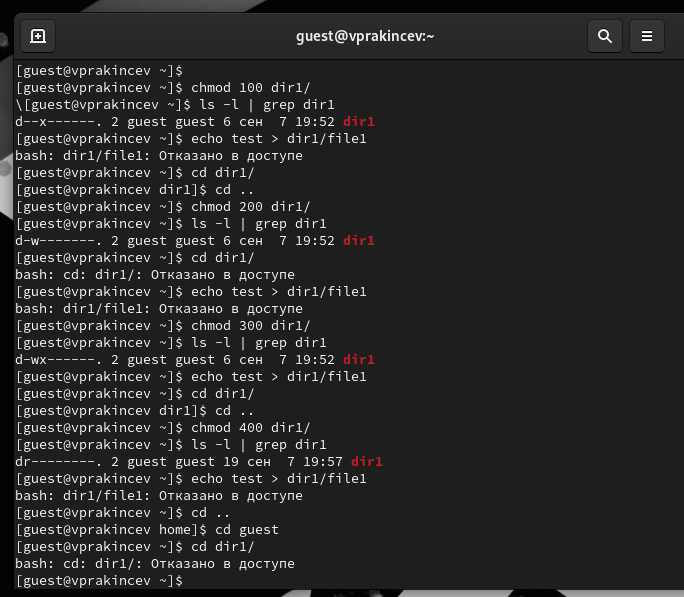 guest@vprakincev:~
[guest@vprakincev ~]$
[guest@vprakincev ~]$ chmod 100 dir1/
\[guest@vprakincev ~]$ ls -l | grep dir1
d--x------. 2 guest guest 6 сен  7 19:52 dir1
[guest@vprakincev ~]$ echo test > dir1/file1
bash: dir1/file1: Отказано в доступе
[guest@vprakincev ~]$ cd dir1/
[guest@vprakincev dir1]$ cd ..
[guest@vprakincev ~]$ chmod 200 dir1/
[guest@vprakincev ~]$ ls -l | grep dir1
d-w-------. 2 guest guest 6 сен  7 19:52 dir1
[guest@vprakincev ~]$ cd dir1/
bash: cd: dir1/: Отказано в доступе
[guest@vprakincev ~]$ echo test > dir1/file1
bash: dir1/file1: Отказано в доступе
[guest@vprakincev ~]$ chmod 300 dir1/
[guest@vprakincev ~]$ ls -l | grep dir1
d-wx------. 2 guest guest 6 сен  7 19:52 dir1
[guest@vprakincev ~]$ echo test > dir1/file1
[guest@vprakincev ~]$ cd dir1/
[guest@vprakincev dir1]$ cd ..
[guest@vprakincev ~]$ chmod 400 dir1/
[guest@vprakincev ~]$ ls -l | grep dir1
dr--------. 2 guest guest 19 сен  7 19:57 dir1
[guest@vprakincev ~]$ echo test > dir1/file1
bash: dir1/file1: Отказано в доступе
[guest@vprakincev ~]$ cd ..
[guest@vprakincev home]$ cd guest
[guest@vprakincev ~]$ cd dir1/
bash: cd: dir1/: Отказано в доступе
[guest@vprakincev ~]$